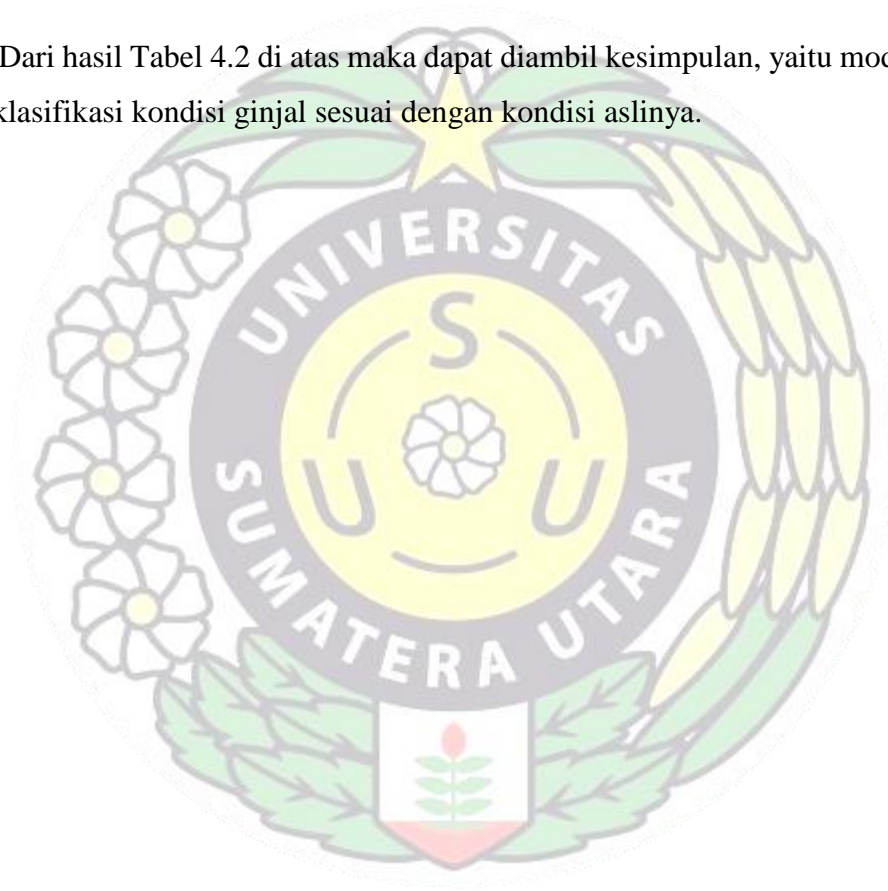 Dari hasil Tabel 4.2 di atas maka dapat diambil kesimpulan, yaitu
klasifikasi kondisi ginjal sesuai dengan kondisi aslinya.
UNIVERSITAS
S
U U
SUMATERA UTARA